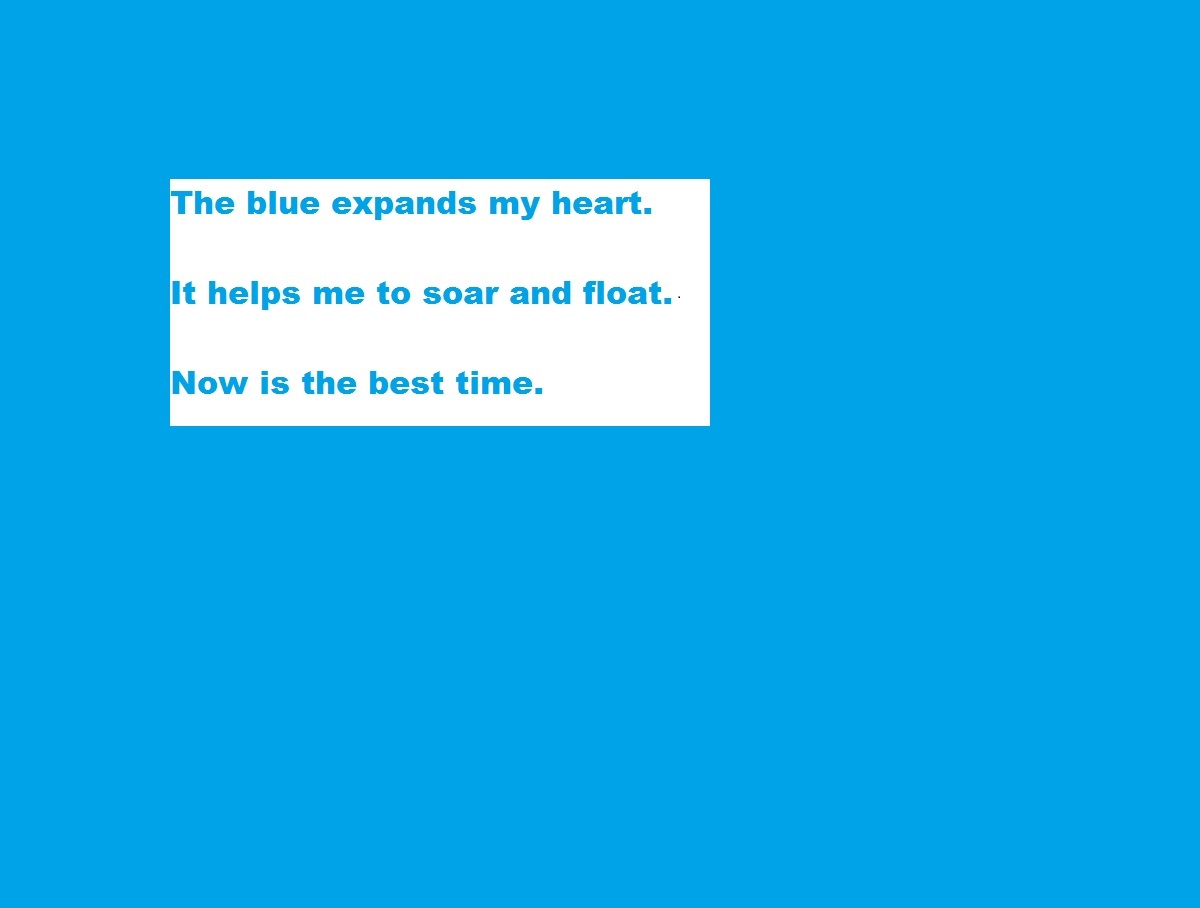 The blue expands my heart.
It helps me to soar and float.
Now is the best time.